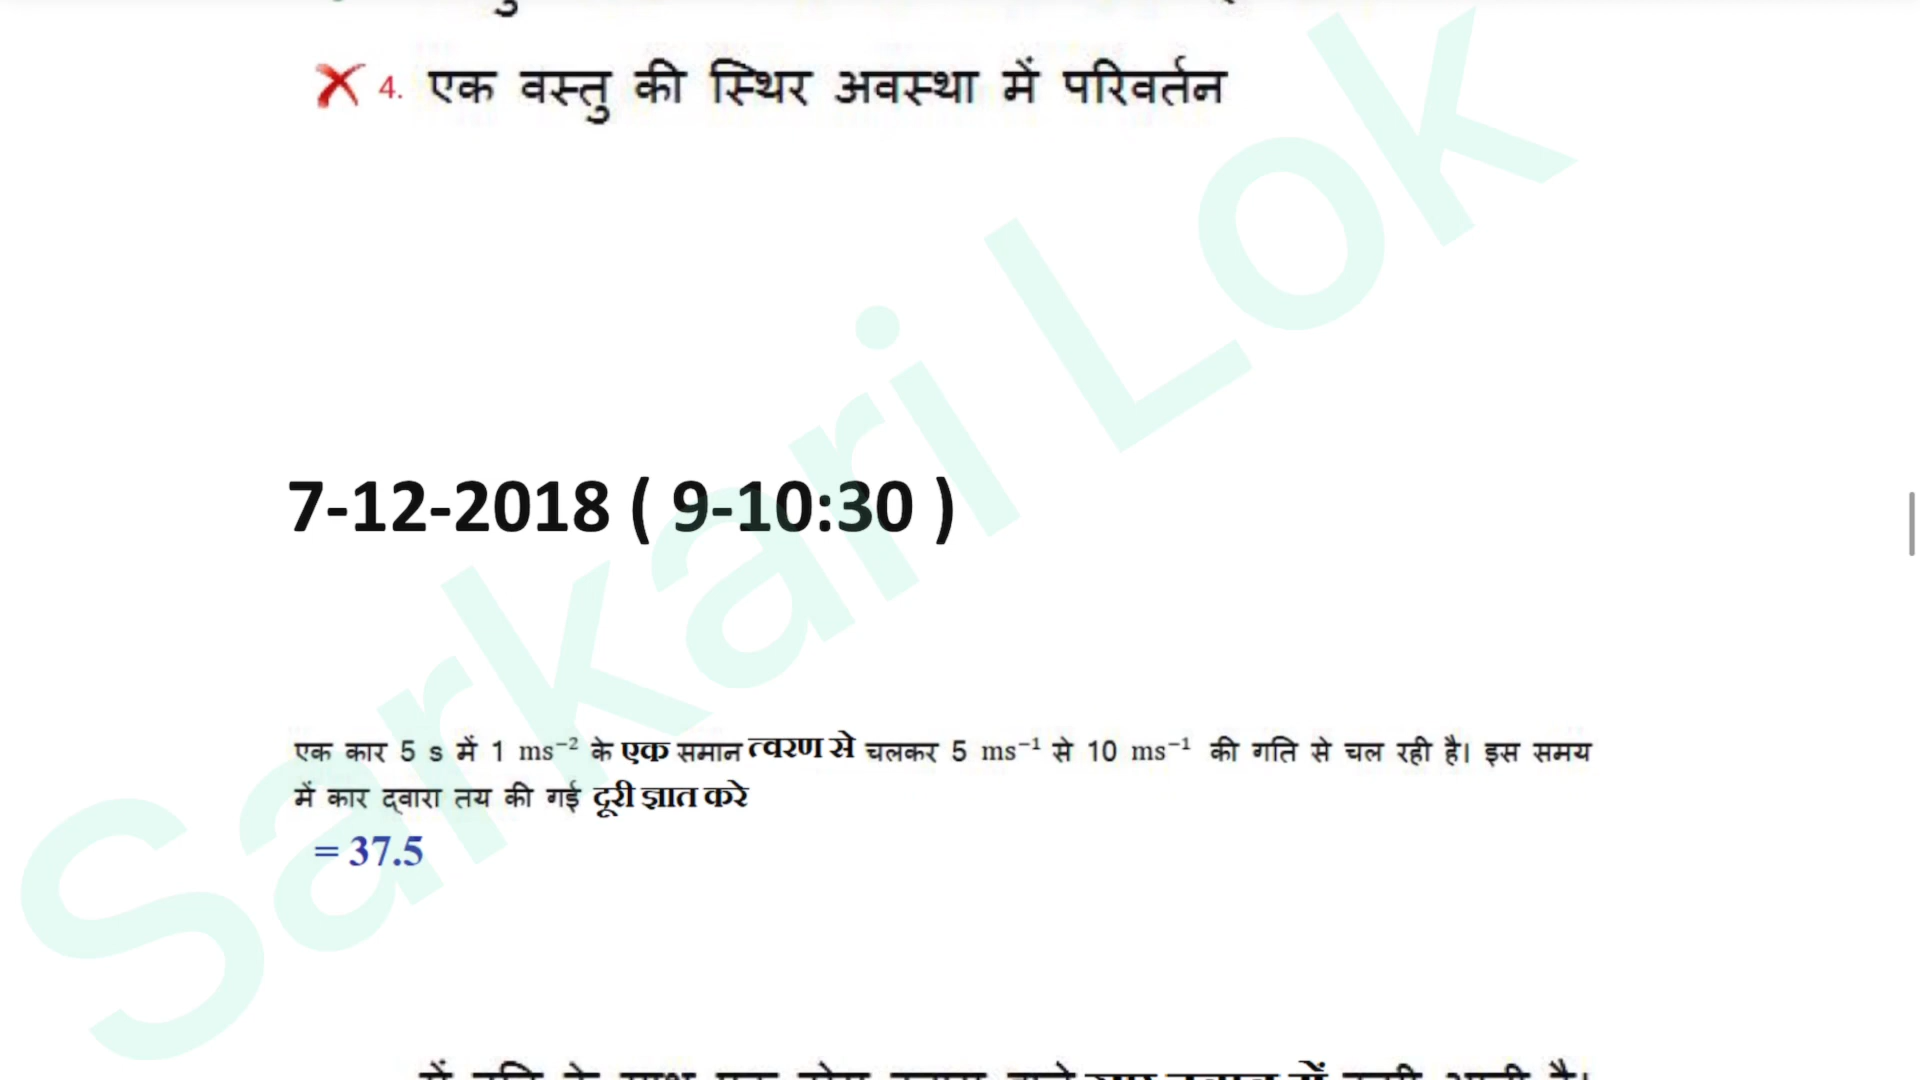 4. एक वस्तु की स्थिर अवस्था में परिवर्तन
7-12-2018 ( 9-10:30 )
एक कार 5 s में 1 ms⁻² के एक समान त्वरण से चलकर 5 ms⁻¹ से 10 ms⁻¹ की गति से चल रही है। इस समय
में कार द्वारा तय की गई दूरी ज्ञात करे
= 37.5
Sarkari Lok